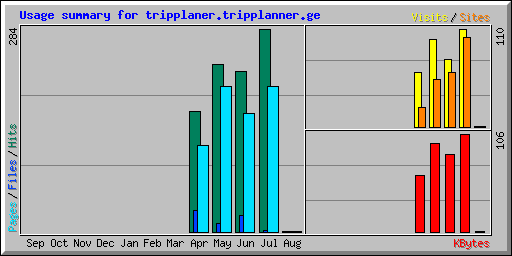 Usage summary for tripplaner.tripplanner.ge
Visits/Sites
284
110
Pages/Files/Hits
106
Sep Oct Nov Dec Jan Feb Mar Apr May Jun Jul Aug
KBytes